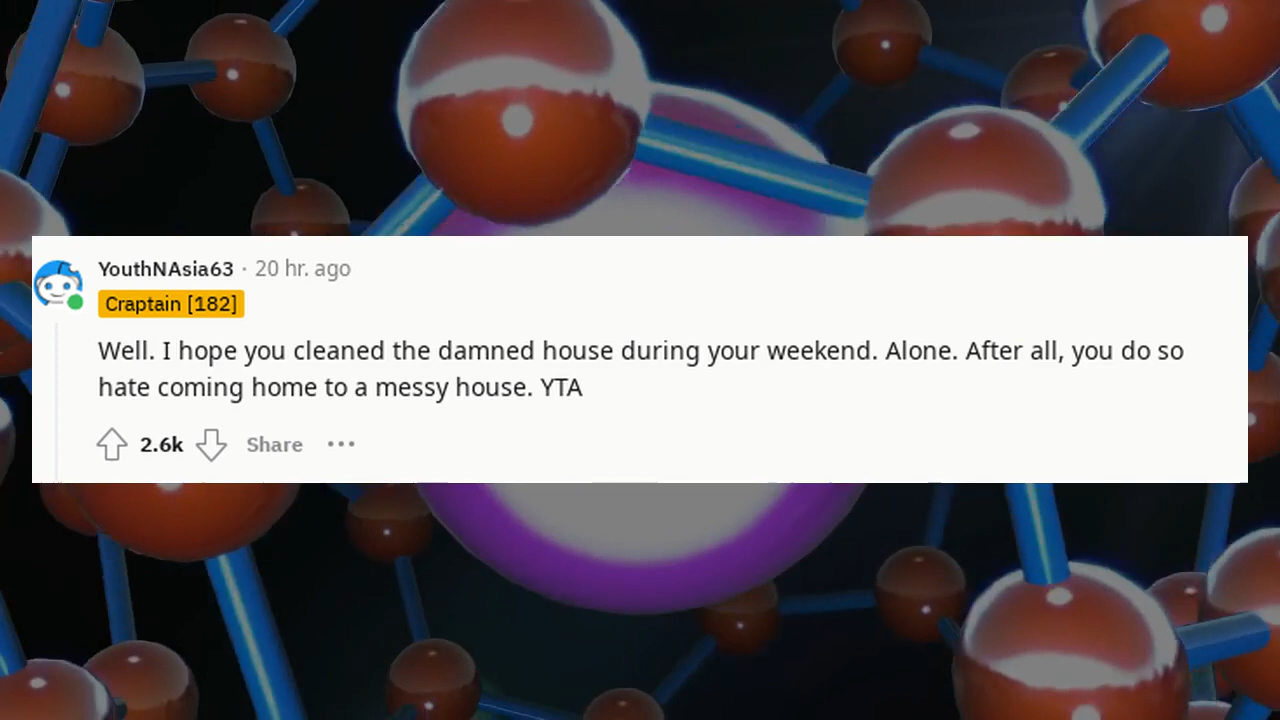 YouthNAsia63 · 20 hr. ago
Craptain [182]
Well. I hope you cleaned the damned house during your weekend. Alone. After all, you do so
hate coming home to a messy house. YTA
2.6k Share •••